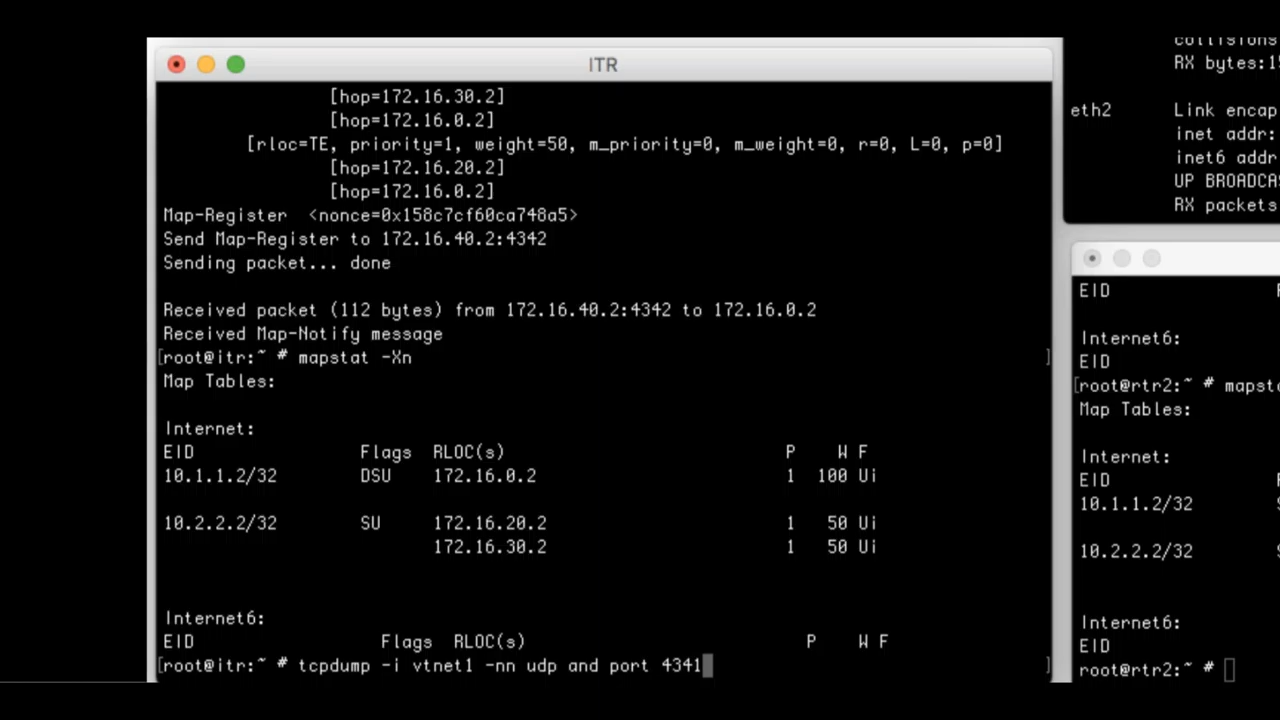 ITR
[hop=172.16.30.2]
[hop=172.16.0.2]
[rloc=TE, priority=1, weight=50, m_priority=0, m_weight=0, r=0, L=0, p=0]
[hop=172.16.20.2]
[hop=172.16.0.2]
Map-Register <nonce=0x158c7cf60ca748a5>
Send Map-Register to 172.16.40.2:4342
Sending packet... done
Received packet (112 bytes) from 172.16.40.2:4342 to 172.16.0.2
Received Map-Notify message
[root@itr:~ # mapstat -Xn ]
Map Tables:
Internet:
EID Flags RLOC(s) P W F
10.1.1.2/32 DSU 172.16.0.2 1 100 Ui
10.2.2.2/32 SU 172.16.20.2 1 50 Ui
172.16.30.2 1 50 Ui
Internet6:
EID Flags RLOC(s) P W F
[root@itr:~ # tcpdump -i vtnet1 -nn udp and port 4341 ]
collisions
RX bytes:15
eth2 Link encap
inet addr:
inet6 addr
UP BROADCAS
RX packets
EID
Internet6:
EID
[root@rtr2:~ # mapsta
Map Tables:
Internet:
EID
10.1.1.2/32
10.2.2.2/32
Internet6:
EID
root@rtr2:~ #